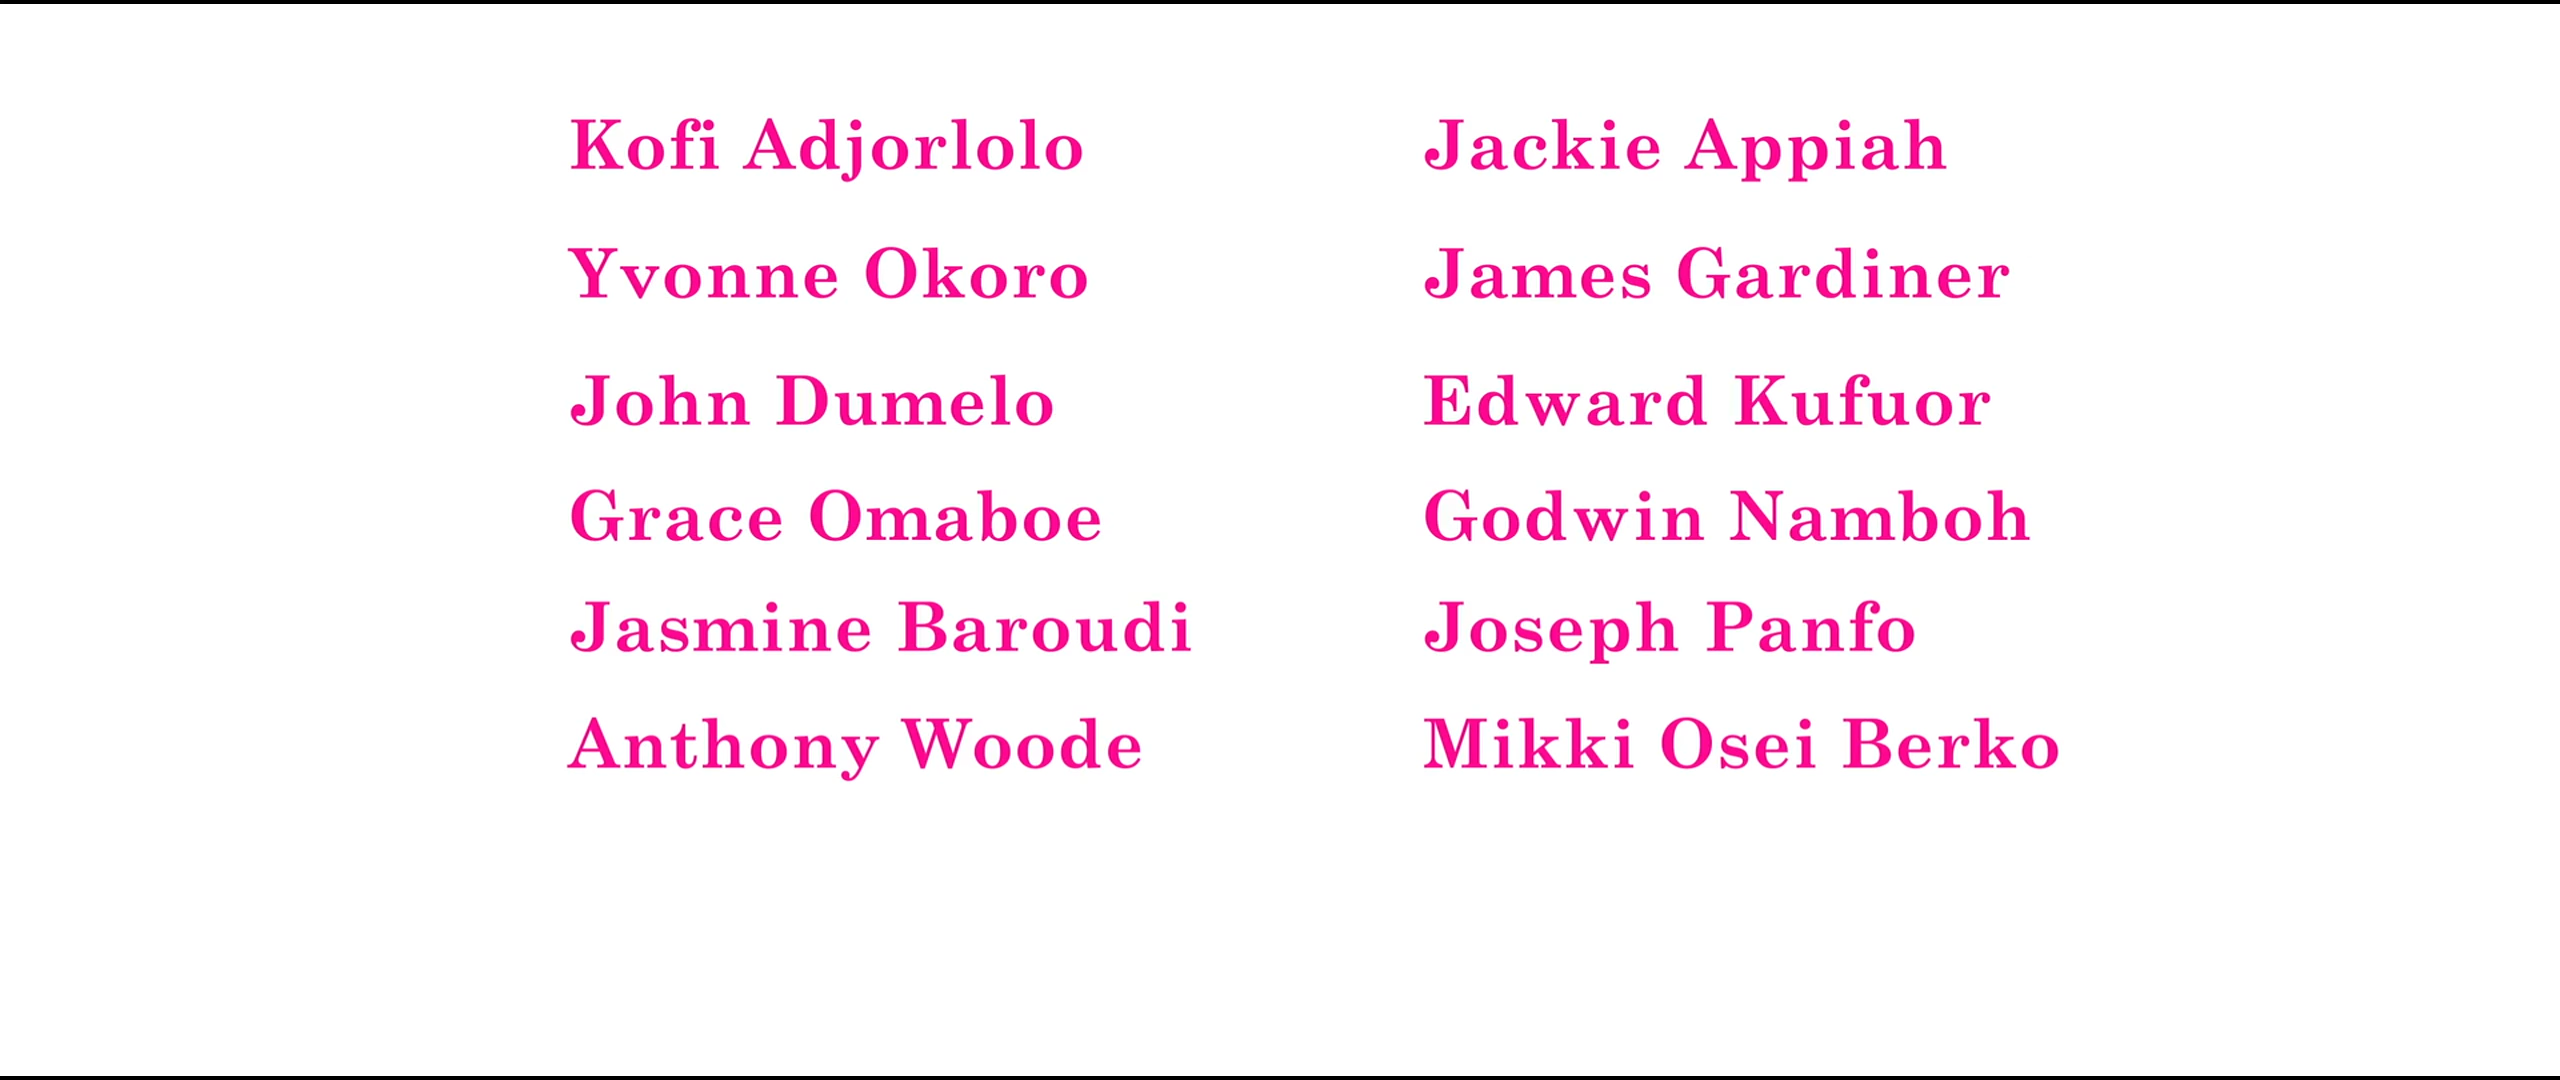 Kofi Adjorlolo
Yvonne Okoro
John Dumelo
Grace Omaboe
Jasmine Baroudi
Anthony Woode
Jackie Appiah
James Gardiner
Edward Kufuor
Godwin Namboh
Joseph Panfo
Mikki Osei Berko